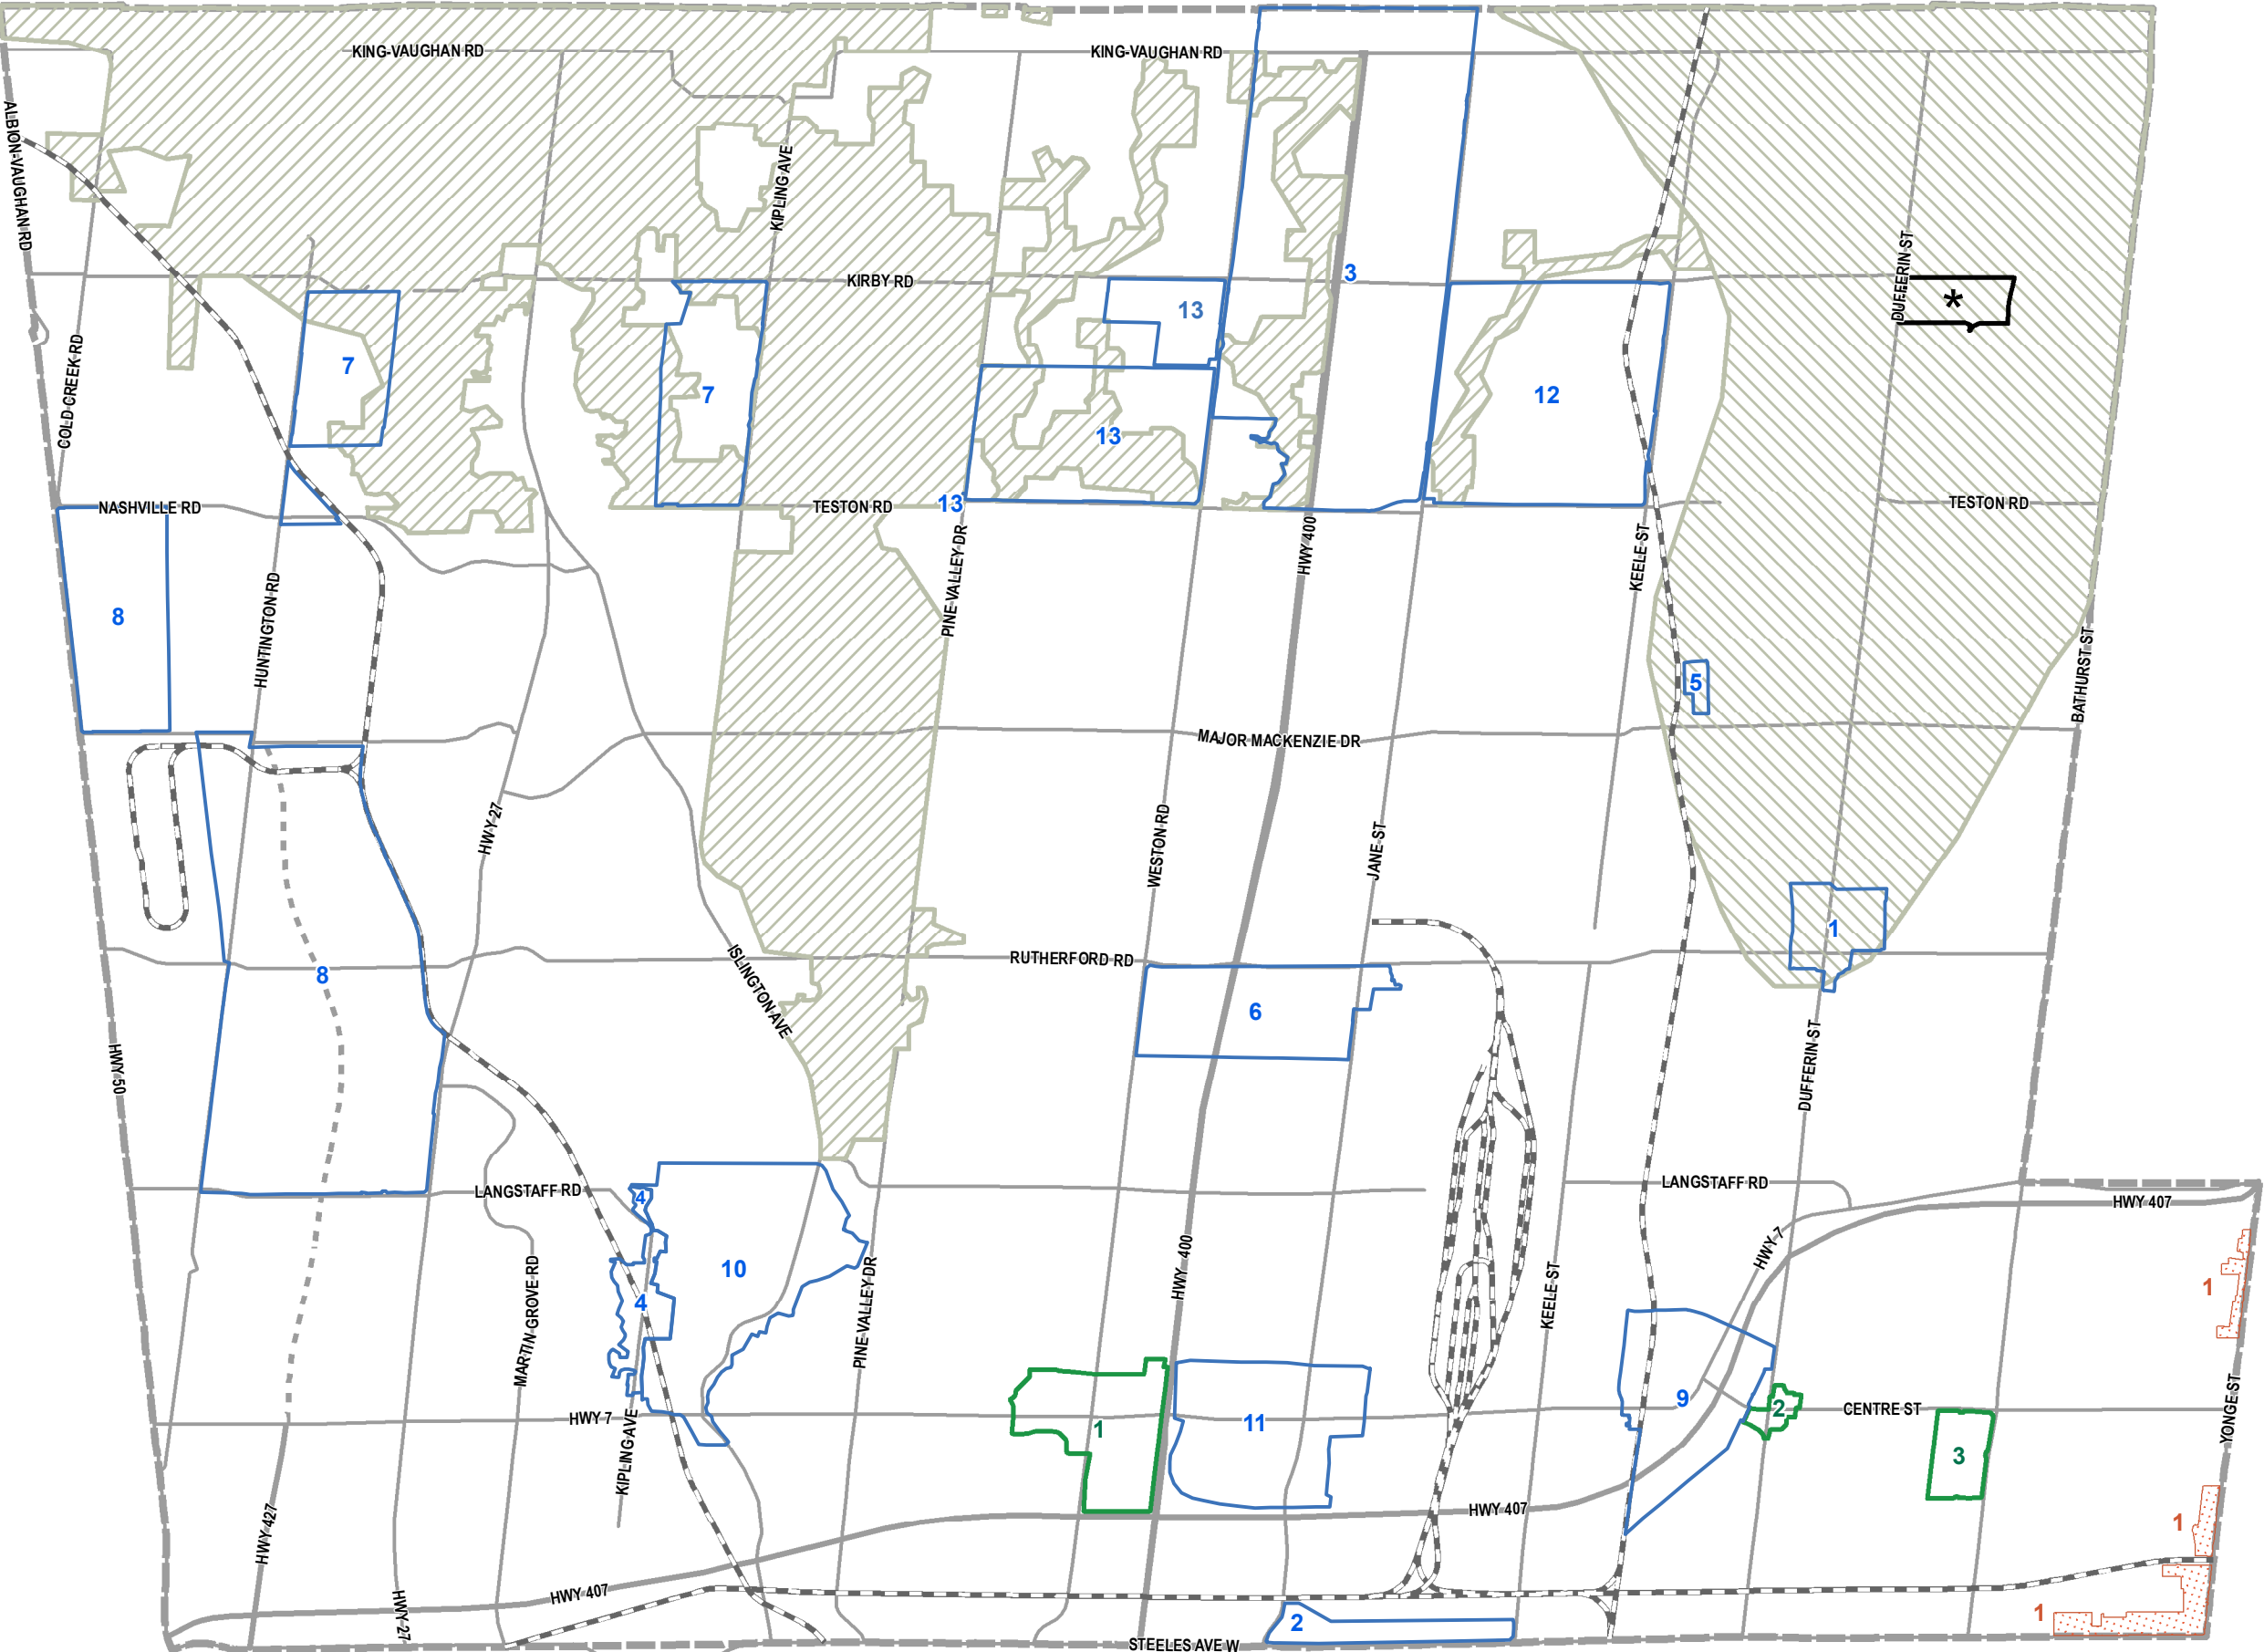 KING-VAUGHAN RD
KING-VAUGHAN RD
ALBION-VAUGHAN RD
KIPLING AVE
DUFFERIN ST
KIRBY RD
3
13
*
7
7
12
COLD CREEK RD
13
13
NASHVILLE RD
TESTON RD
TESTON RD
HWY 400
KEELE ST
PINE VALLEY DR
HUNTINGTON RD
8
BATHURST ST
5
MAJOR MACKENZIE DR
HWY 27
WESTON RD
JANE ST
1
RUTHERFORD RD
ISLINGTON AVE
8
6
HWY 50
DUFFERIN ST
LANGSTAFF RD
4
LANGSTAFF RD
HWY 407
HWY 7
HWY 400
10
1
MARTIN GROVE RD
4
PINE VALLEY DR
KEELE ST
9
2
CENTRE ST
HWY 7
1
11
3
YONGE ST
KIPLING AVE
HWY 407
1
HWY 427
HWY 407
HWY 27
2
1
STEELES AVE W